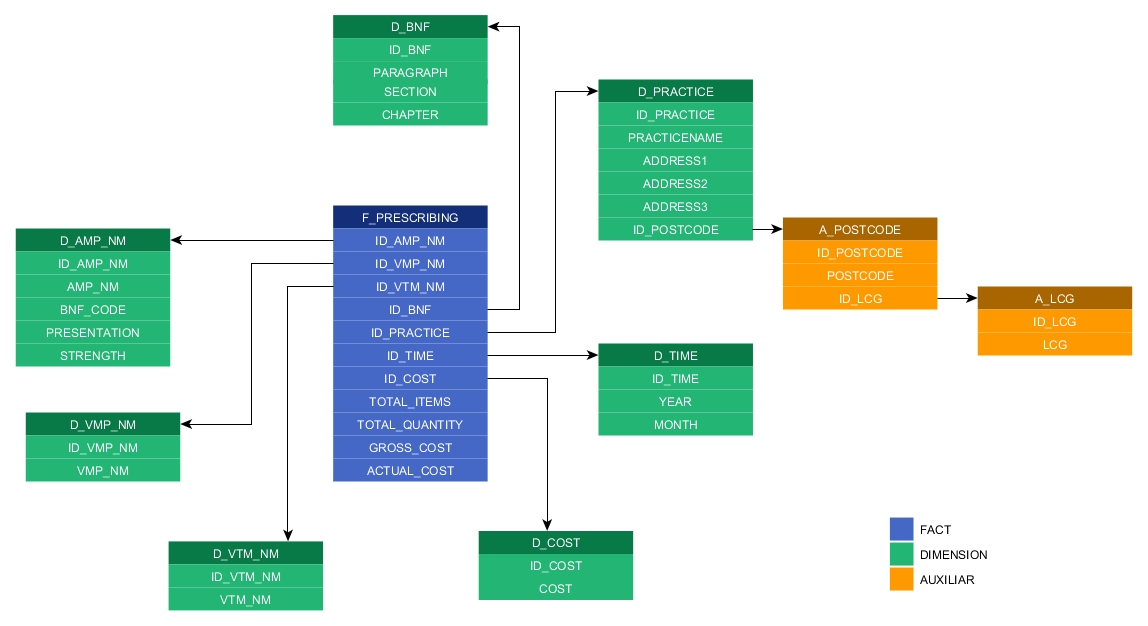 D_BNF
ID_BNF
PARAGRAPH
SECTION
CHAPTER
D_PRACTICE
ID_PRACTICE
PRACTICENAME
ADDRESS1
ADDRESS2
ADDRESS3
ID_POSTCODE
F_PRESCRIBING
ID_AMP_NM
ID_VMP_NM
ID_VTM_NM
ID_BNF
ID_PRACTICE
ID_TIME
ID_COST
TOTAL_ITEMS
TOTAL_QUANTITY
GROSS_COST
ACTUAL_COST
D_AMP_NM
ID_AMP_NM
AMP_NM
BNF_CODE
PRESENTATION
STRENGTH
A_POSTCODE
ID_POSTCODE
POSTCODE
ID_LCG
A_LCG
ID_LCG
LCG
D_TIME
ID_TIME
YEAR
MONTH
D_VMP_NM
ID_VMP_NM
VMP_NM
D_VTM_NM
ID_VTM_NM
VTM_NM
D_COST
ID_COST
COST
FACT
DIMENSION
AUXILIAR